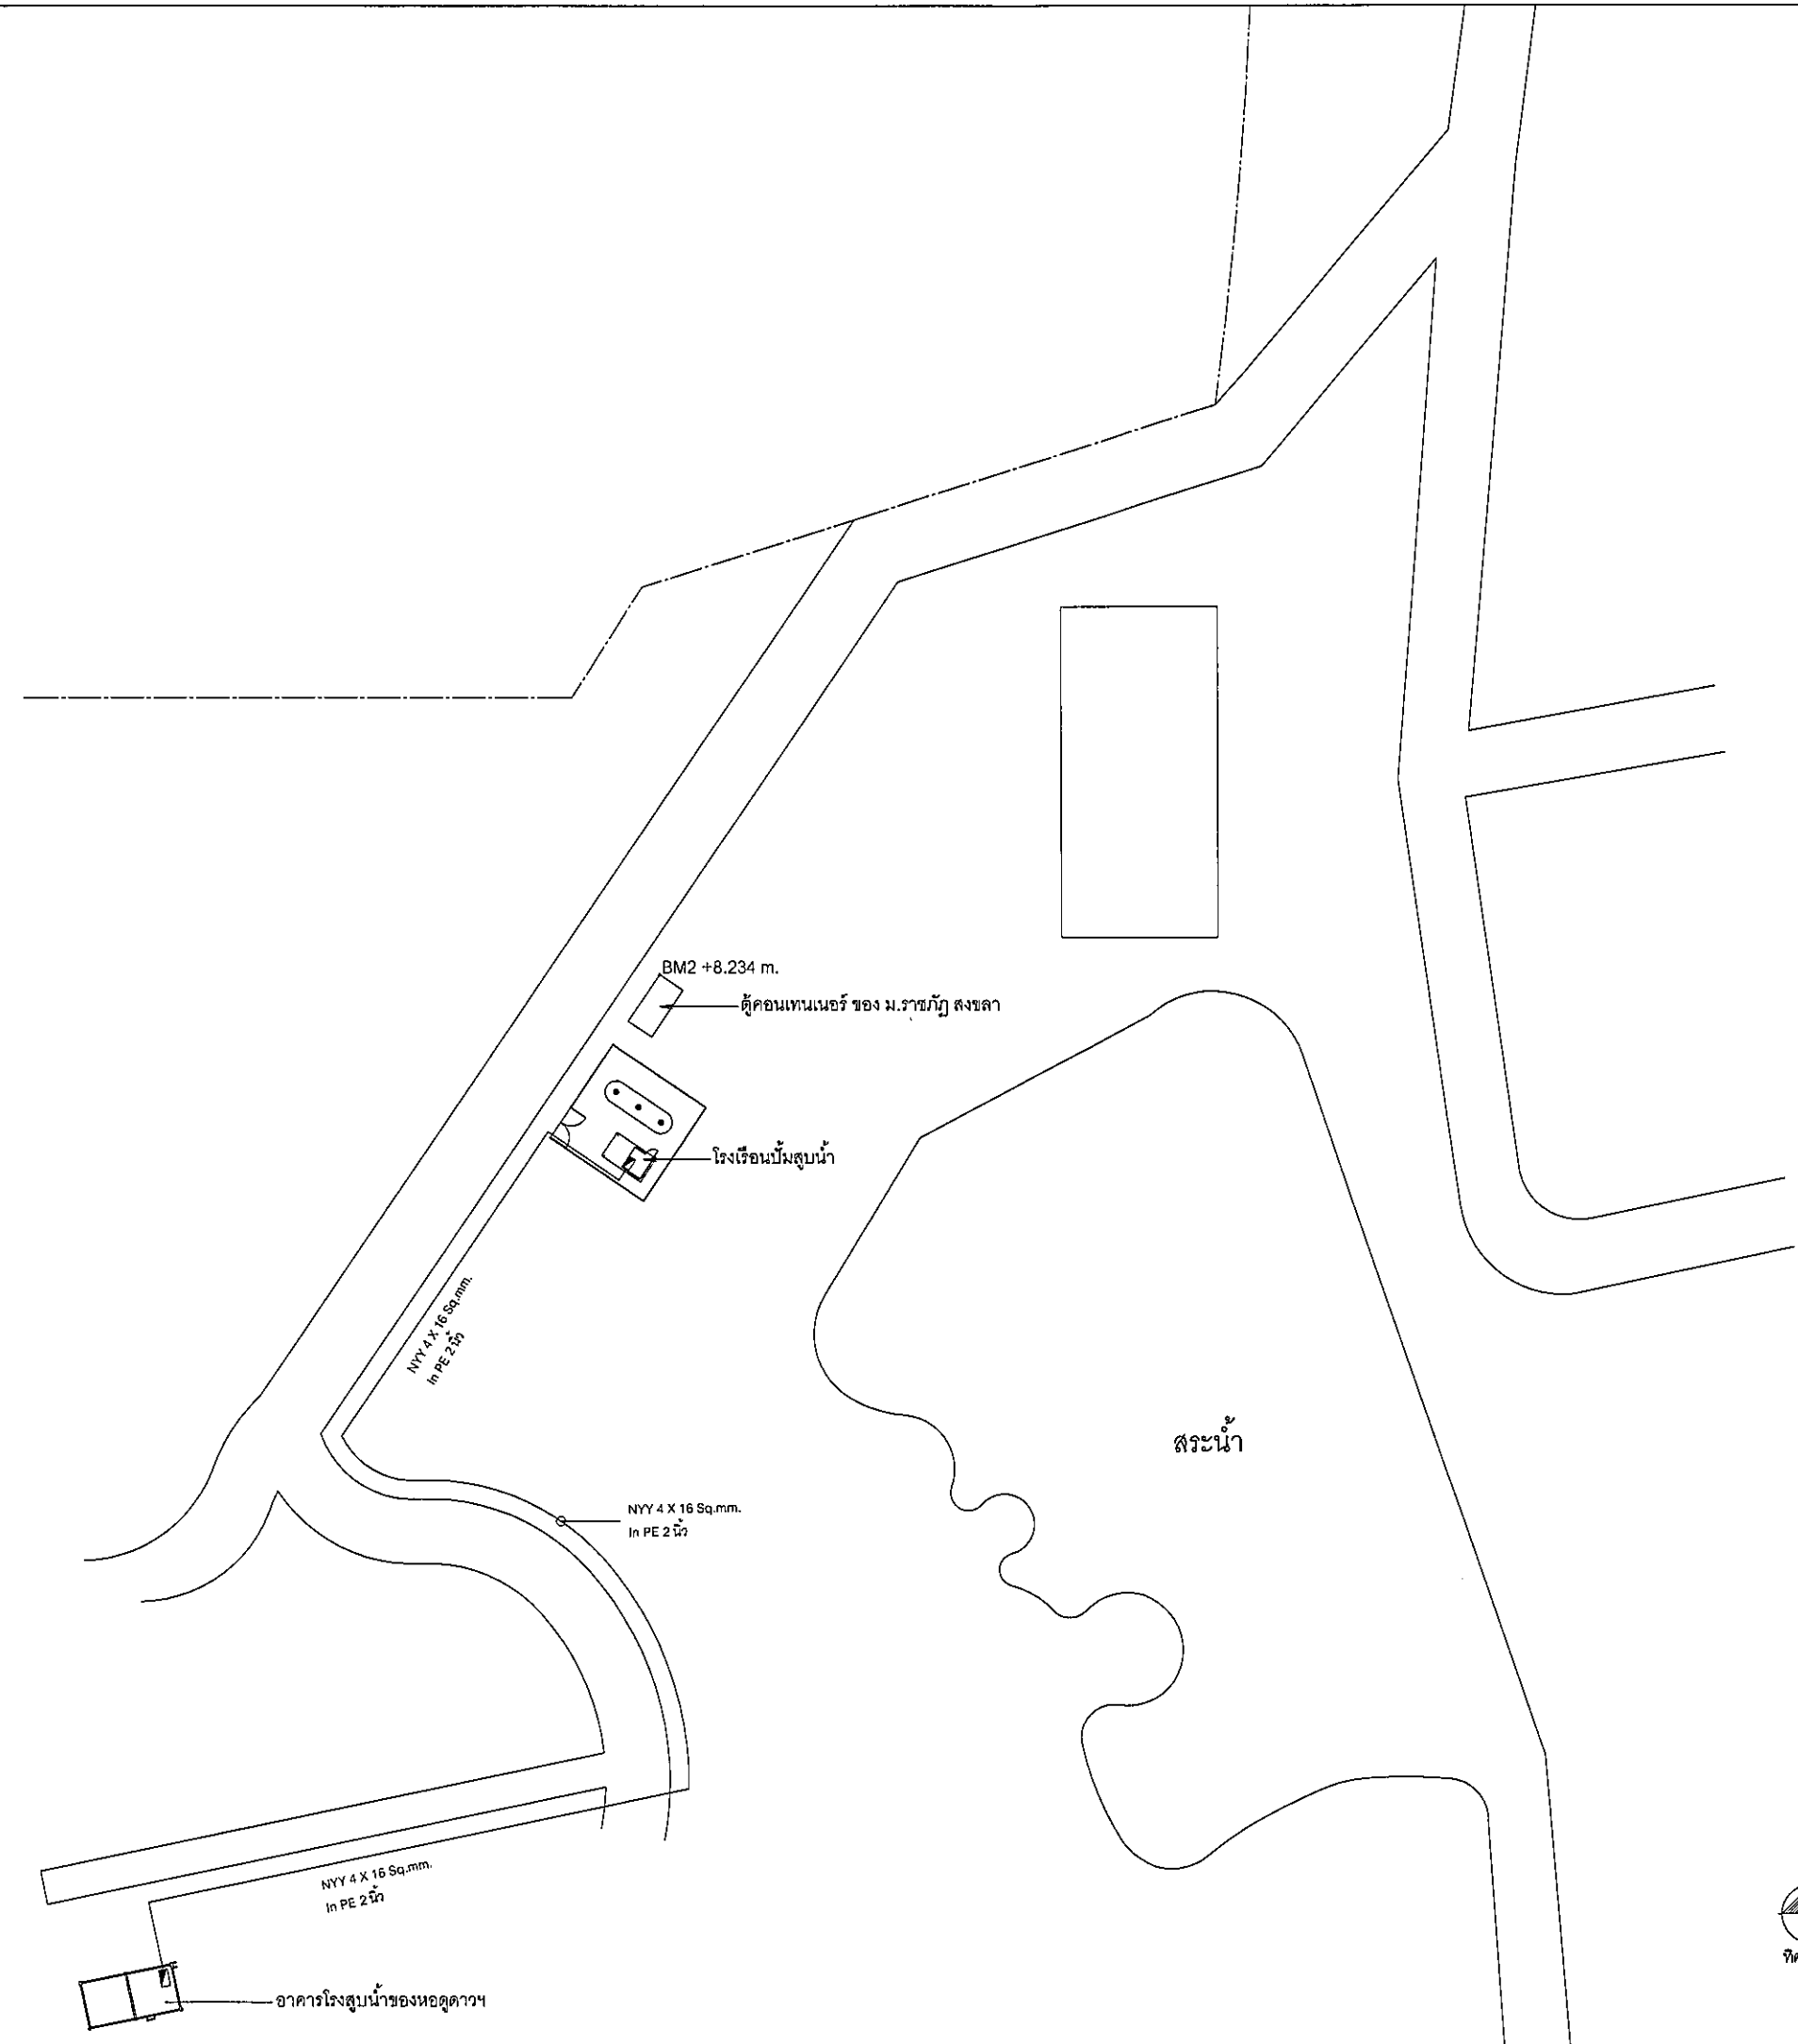 BM2 +8.234 m.
ตู้คอนเทนเนอร์ ของ ม.ราชภัฏ สงขลา
โรงเรือนปั๊มสูบน้ำ
NYY 4 X 16 Sq.mm.
In PE 2 นิ้ว
สระน้ำ
NYY 4 X 16 Sq.mm.
In PE 2 นิ้ว
NYY 4 X 16 Sq.mm.
In PE 2 นิ้ว
อาคารโรงสูบน้ำของหอดูดาวฯ